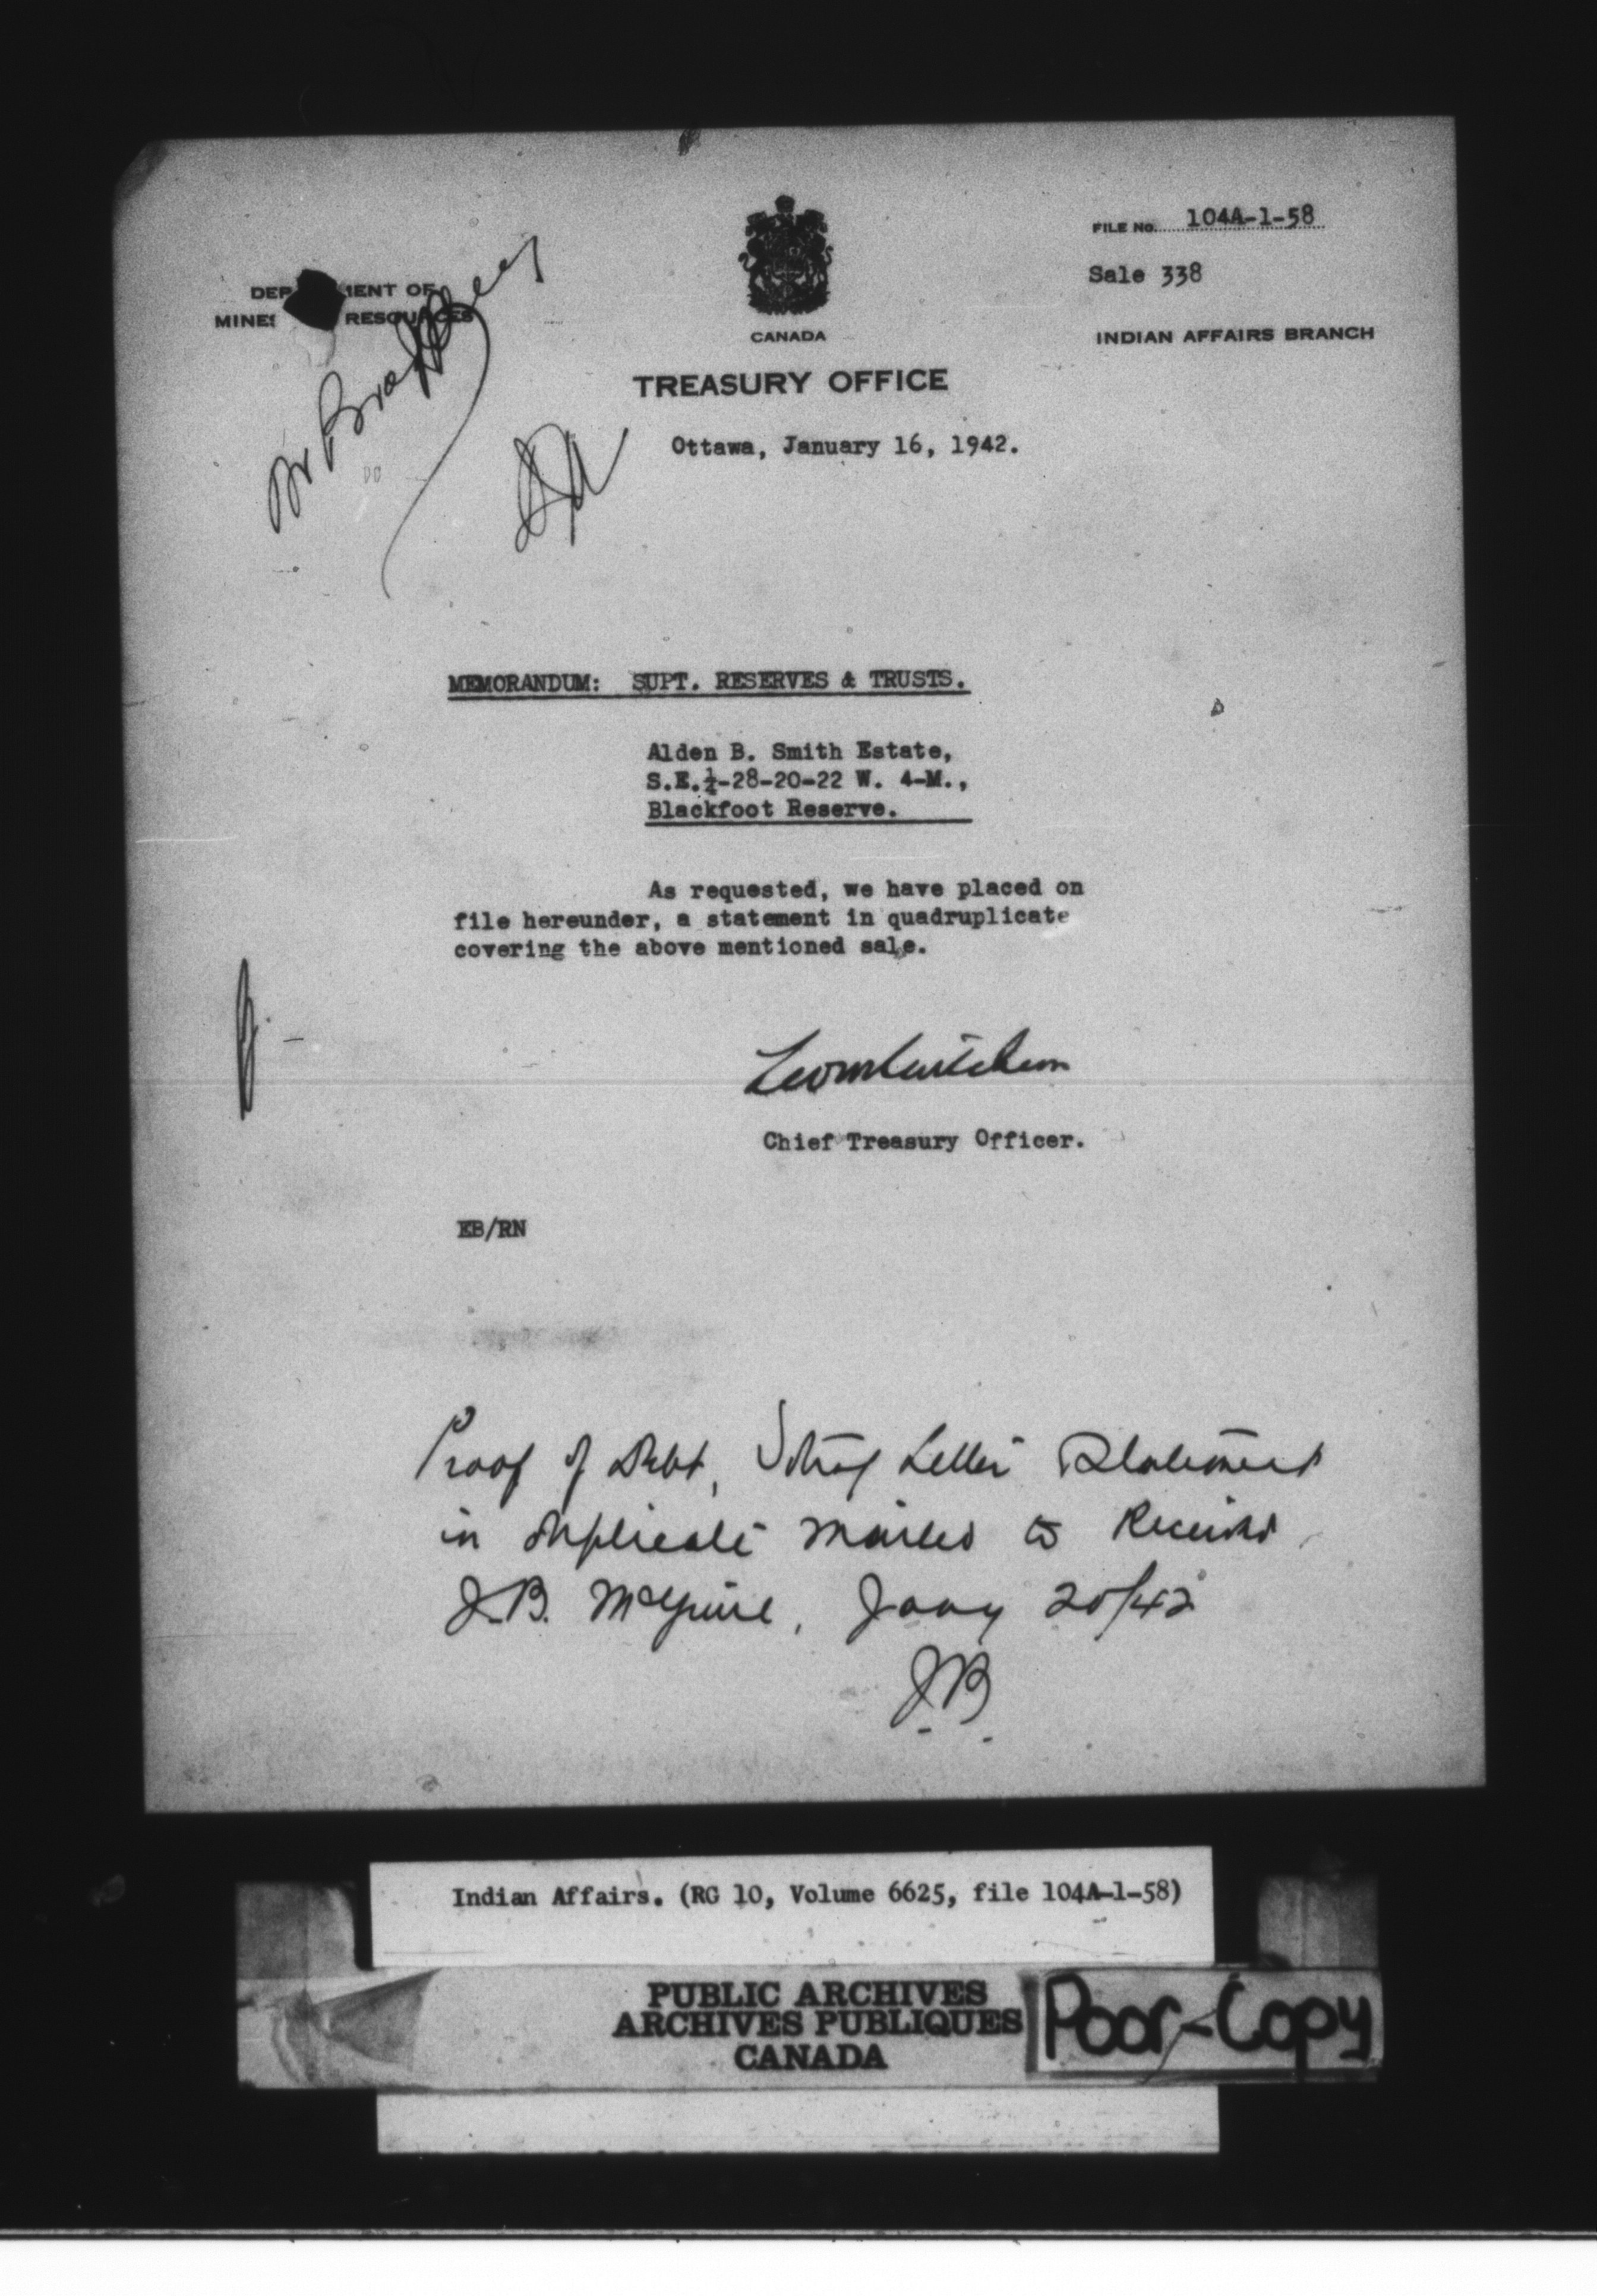 FILE No. 104A-1-58
Sale 338
DEP MENT OF
MINES RESOURCES
CANADA
INDIAN AFFAIRS BRANCH
TREASURY OFFICE
Ottawa, January 16, 1942.
MEMORANDUM: SUPT. RESERVES & TRUSTS.
Alden B. Smith Estate,
S.E.¼-28-20-22 W. 4-M.,
Blackfoot Reserve.
As requested, we have placed on
file hereunder, a statement in quadruplicate
covering the above mentioned sale.
Chief Treasury Officer.
EB/RN
Proof of Debt, Letter Statement
in duplicate mailed to
J.B. McGuire, Jany 20/42
J.B.
Indian Affairs. (RG 10, Volume 6625, file 104A-1-58)
PUBLIC ARCHIVES
ARCHIVES PUBLIQUES
CANADA
Poor-Copy